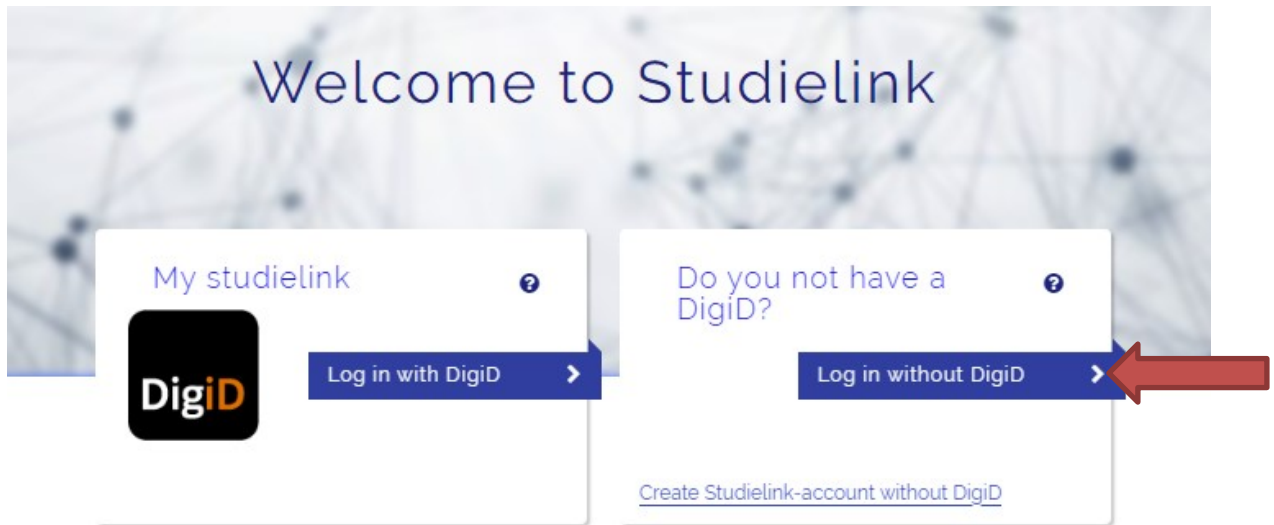 Welcome to Studielink
My studielink
DigiD
Log in with DigiD
Do you not have a
DigiD?
Log in without DigiD
Create Studielink-account without DigiD